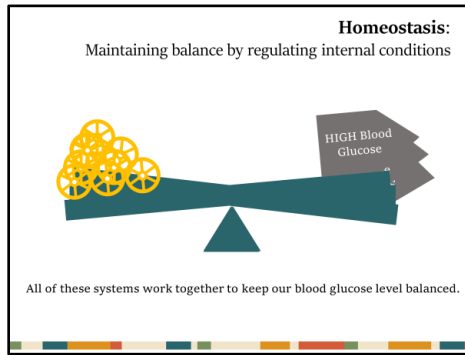 Homeostasis:
Maintaining balance by regulating internal conditions
HIGH Blood
Glucose
e
All of these systems work together to keep our blood glucose level balanced.